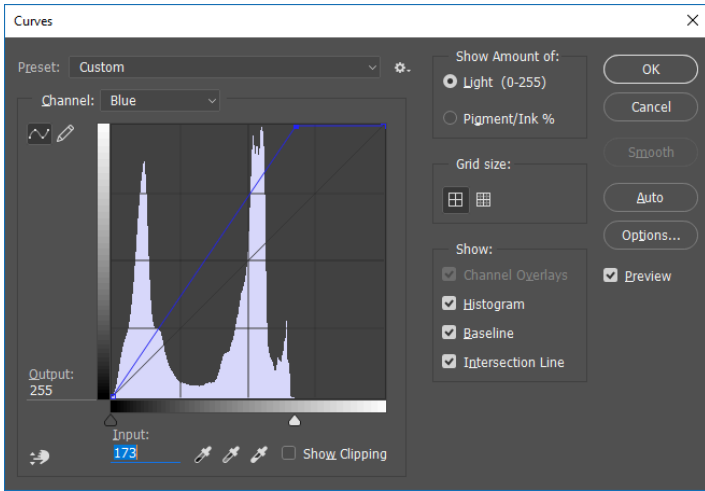 Curves
Preset: Custom
Channel: Blue
Output:
255
Input:
173
Show Clipping
Show Amount of:
Light (0-255)
Pigment/Ink %
Grid size:
Show:
Channel Overlays
Histogram
Baseline
Intersection Line
OK
Cancel
Smooth
Auto
Options...
Preview